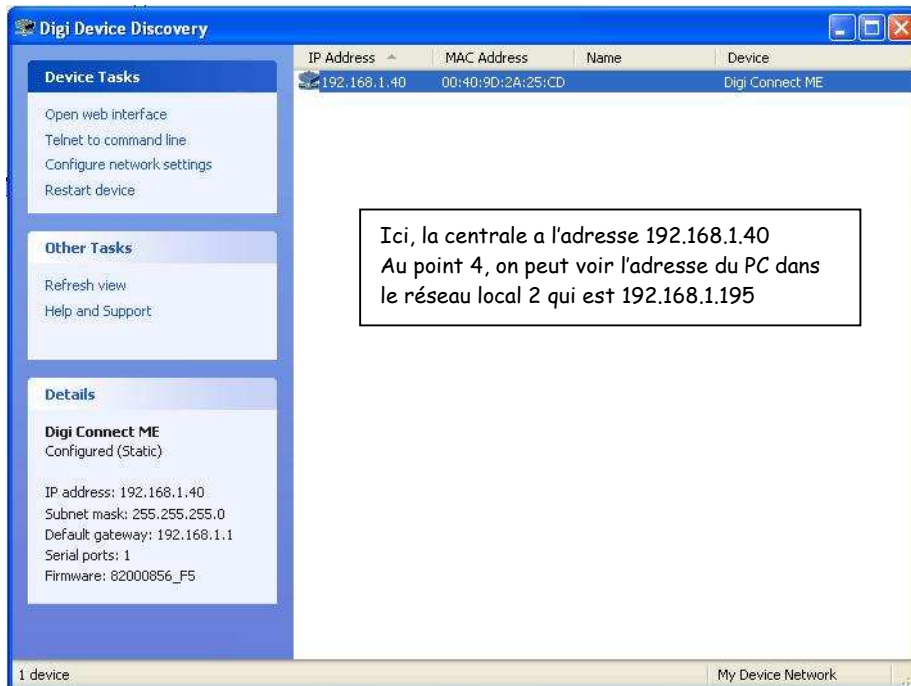 Digi Device Discovery
IP Address MAC Address Name Device
192.168.1.40 00:40:9D:2A:25:CD Digi Connect ME
Device Tasks
Open web interface
Telnet to command line
Configure network settings
Restart device
Other Tasks
Refresh view
Help and Support
Details
Digi Connect ME
Configured (Static)
IP address: 192.168.1.40
Subnet mask: 255.255.255.0
Default gateway: 192.168.1.1
Serial ports: 1
Firmware: 82000856_F5
Ici, la centrale a l’adresse 192.168.1.40
Au point 4, on peut voir l’adresse du PC dans
le réseau local 2 qui est 192.168.1.195
1 device My Device Network